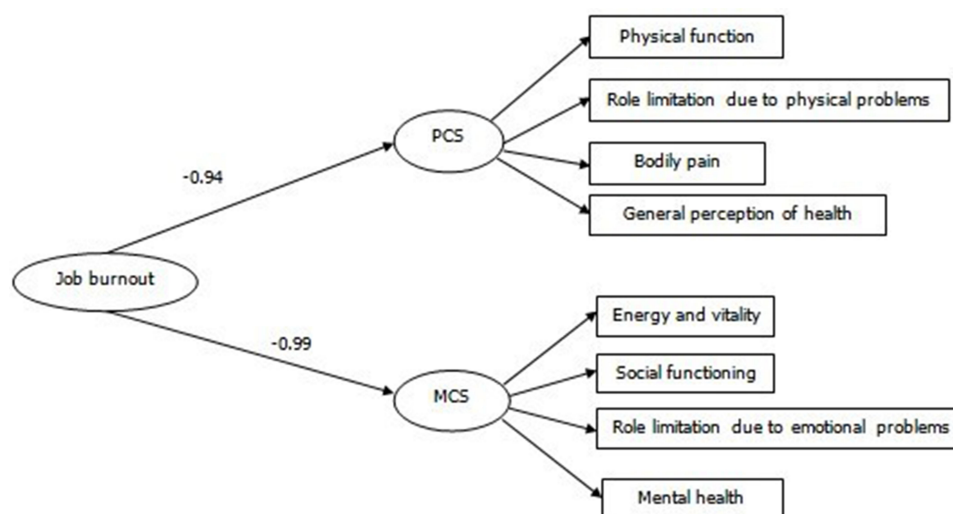 Physical function
Role limitation due to physical problems
PCS
Bodily pain
-0.94
General perception of health
Job burnout
Energy and vitality
-0.99
Social functioning
MCS
Role limitation due to emotional problems
Mental health